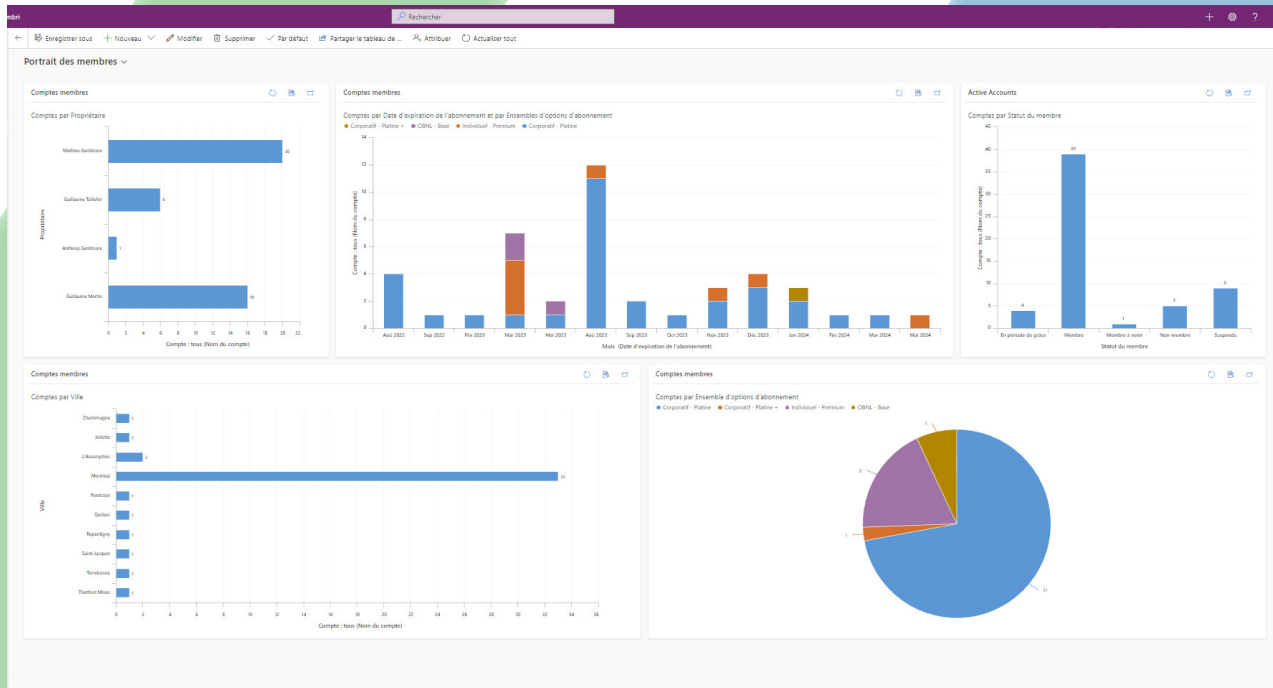 mbri
Rechercher
Enregistrer sous Nouveau Modifier Supprimer Par défaut Partager le tableau de ... Attribuer Actualiser tout
Portrait des membres
Comptes membres
Comptes par Propriétaire
Propriétaire
Mathieu Gentilcore 20
Guillaume Taillefer 6
Anthony Gentilcore 1
Guillaume Martin 16
0 2 4 6 8 10 12 14 16 18 20 22
Compte : tous (Nom du compte)
Comptes membres
Comptes par Date d'expiration de l'abonnement et par Ensembles d'options d'abonnement
Corporatif - Platine + OBNL - Base Individuel - Premium Corporatif - Platine
Compte : tous (Nom du compte)
14
12
10
8
6
4
2
0
Aoû 2022 Sep 2022 Fév 2023 Mar 2023 Mai 2023 Aoû 2023 Sep 2023 Oct 2023 Nov 2023 Déc 2023 Jan 2024 Fév 2024 Mar 2024 Mai 2024
Mois (Date d'expiration de l'abonnement)
Active Accounts
Comptes par Statut du membre
Compte : tous (Nom du compte)
45
40
35
30
25
20
15
10
5
0
4 39 1 5 9
En période de grâce Membre Membre à venir Non-membre Suspendu
Statut du membre
Comptes membres
Comptes par Ville
Ville
Charlemagne 1
Joliette 1
L'Assomption 2
Montréal 33
Penticton 1
Québec 1
Repentigny 1
Saint-Jacques 1
Terrebonne 1
Thetford Mines 1
0 2 4 6 8 10 12 14 16 18 20 22 24 26 28 30 32 34 36
Compte : tous (Nom du compte)
Comptes membres
Comptes par Ensemble d'options d'abonnement
Corporatif - Platine Corporatif - Platine + Individuel - Premium OBNL - Base
3
8
1
31